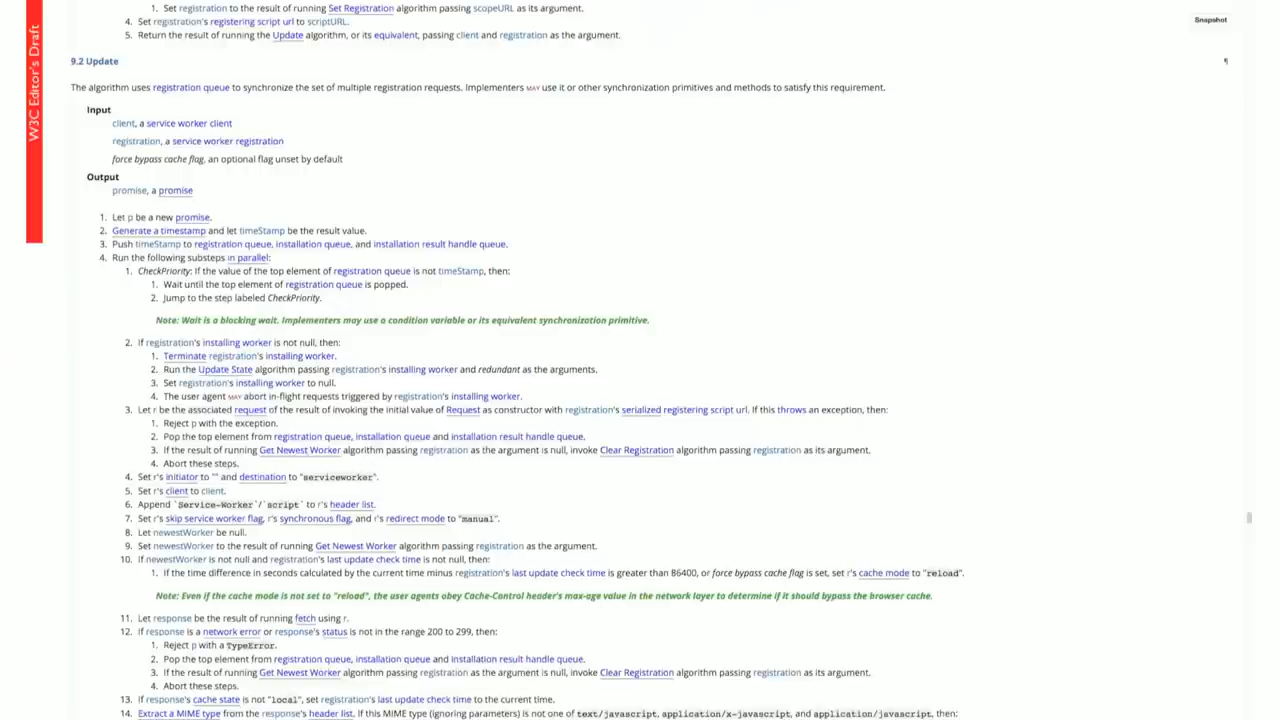 1. Set registration to the result of running Set Registration algorithm passing scopeURL as its argument.
4. Set registration's registering script url to scriptURL.
5. Return the result of running the Update algorithm, or its equivalent, passing client and registration as the argument.
Snapshot
W3C Editor's Draft
9.2 Update
¶
The algorithm uses registration queue to synchronize the set of multiple registration requests. Implementers MAY use it or other synchronization primitives and methods to satisfy this requirement.
Input
client, a service worker client
registration, a service worker registration
force bypass cache flag, an optional flag unset by default
Output
promise, a promise
1. Let p be a new promise.
2. Generate a timestamp and let timeStamp be the result value.
3. Push timeStamp to registration queue, installation queue, and installation result handle queue.
4. Run the following substeps in parallel:
1. CheckPriority: If the value of the top element of registration queue is not timeStamp, then:
1. Wait until the top element of registration queue is popped.
2. Jump to the step labeled CheckPriority.
Note: Wait is a blocking wait. Implementers may use a condition variable or its equivalent synchronization primitive.
2. If registration's installing worker is not null, then:
1. Terminate registration's installing worker.
2. Run the Update State algorithm passing registration's installing worker and redundant as the arguments.
3. Set registration's installing worker to null.
4. The user agent MAY abort in-flight requests triggered by registration's installing worker.
3. Let r be the associated request of the result of invoking the initial value of Request as constructor with registration's serialized registering script url. If this throws an exception, then:
1. Reject p with the exception.
2. Pop the top element from registration queue, installation queue and installation result handle queue.
3. If the result of running Get Newest Worker algorithm passing registration as the argument is null, invoke Clear Registration algorithm passing registration as its argument.
4. Abort these steps.
4. Set r's initiator to "" and destination to "serviceworker".
5. Set r's client to client.
6. Append `Service-Worker`/`script` to r's header list.
7. Set r's skip service worker flag, r's synchronous flag, and r's redirect mode to "manual".
8. Let newestWorker be null.
9. Set newestWorker to the result of running Get Newest Worker algorithm passing registration as the argument.
10. If newestWorker is not null and registration's last update check time is not null, then:
1. If the time difference in seconds calculated by the current time minus registration's last update check time is greater than 86400, or force bypass cache flag is set, set r's cache mode to "reload".
Note: Even if the cache mode is not set to "reload", the user agents obey Cache-Control header's max-age value in the network layer to determine if it should bypass the browser cache.
11. Let response be the result of running fetch using r.
12. If response is a network error or response's status is not in the range 200 to 299, then:
1. Reject p with a TypeError.
2. Pop the top element from registration queue, installation queue and installation result handle queue.
3. If the result of running Get Newest Worker algorithm passing registration as the argument is null, invoke Clear Registration algorithm passing registration as its argument.
4. Abort these steps.
13. If response's cache state is not "local", set registration's last update check time to the current time.
14. Extract a MIME type from the response's header list. If this MIME type (ignoring parameters) is not one of text/javascript, application/x-javascript, and application/javascript, then: